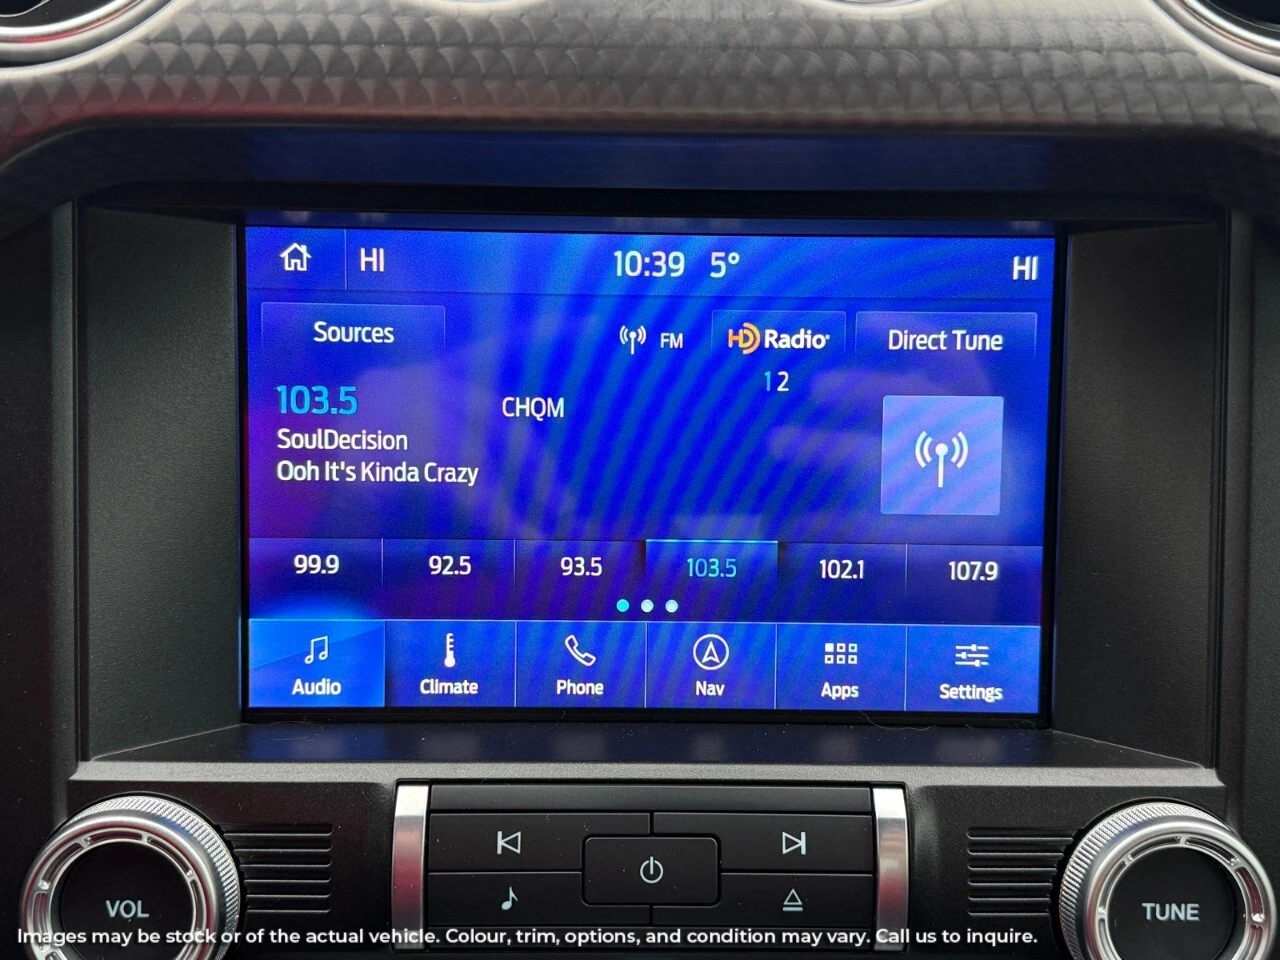 HI 10:39 5° HI
Sources FM HD Radio® Direct Tune
1 2
103.5 CHQM
SoulDecision
Ooh It's Kinda Crazy
99.9 92.5 93.5 103.5 102.1 107.9
Audio Climate Phone Nav Apps Settings
VOL TUNE
Images may be stock or of the actual vehicle. Colour, trim, options, and condition may vary. Call us to inquire.